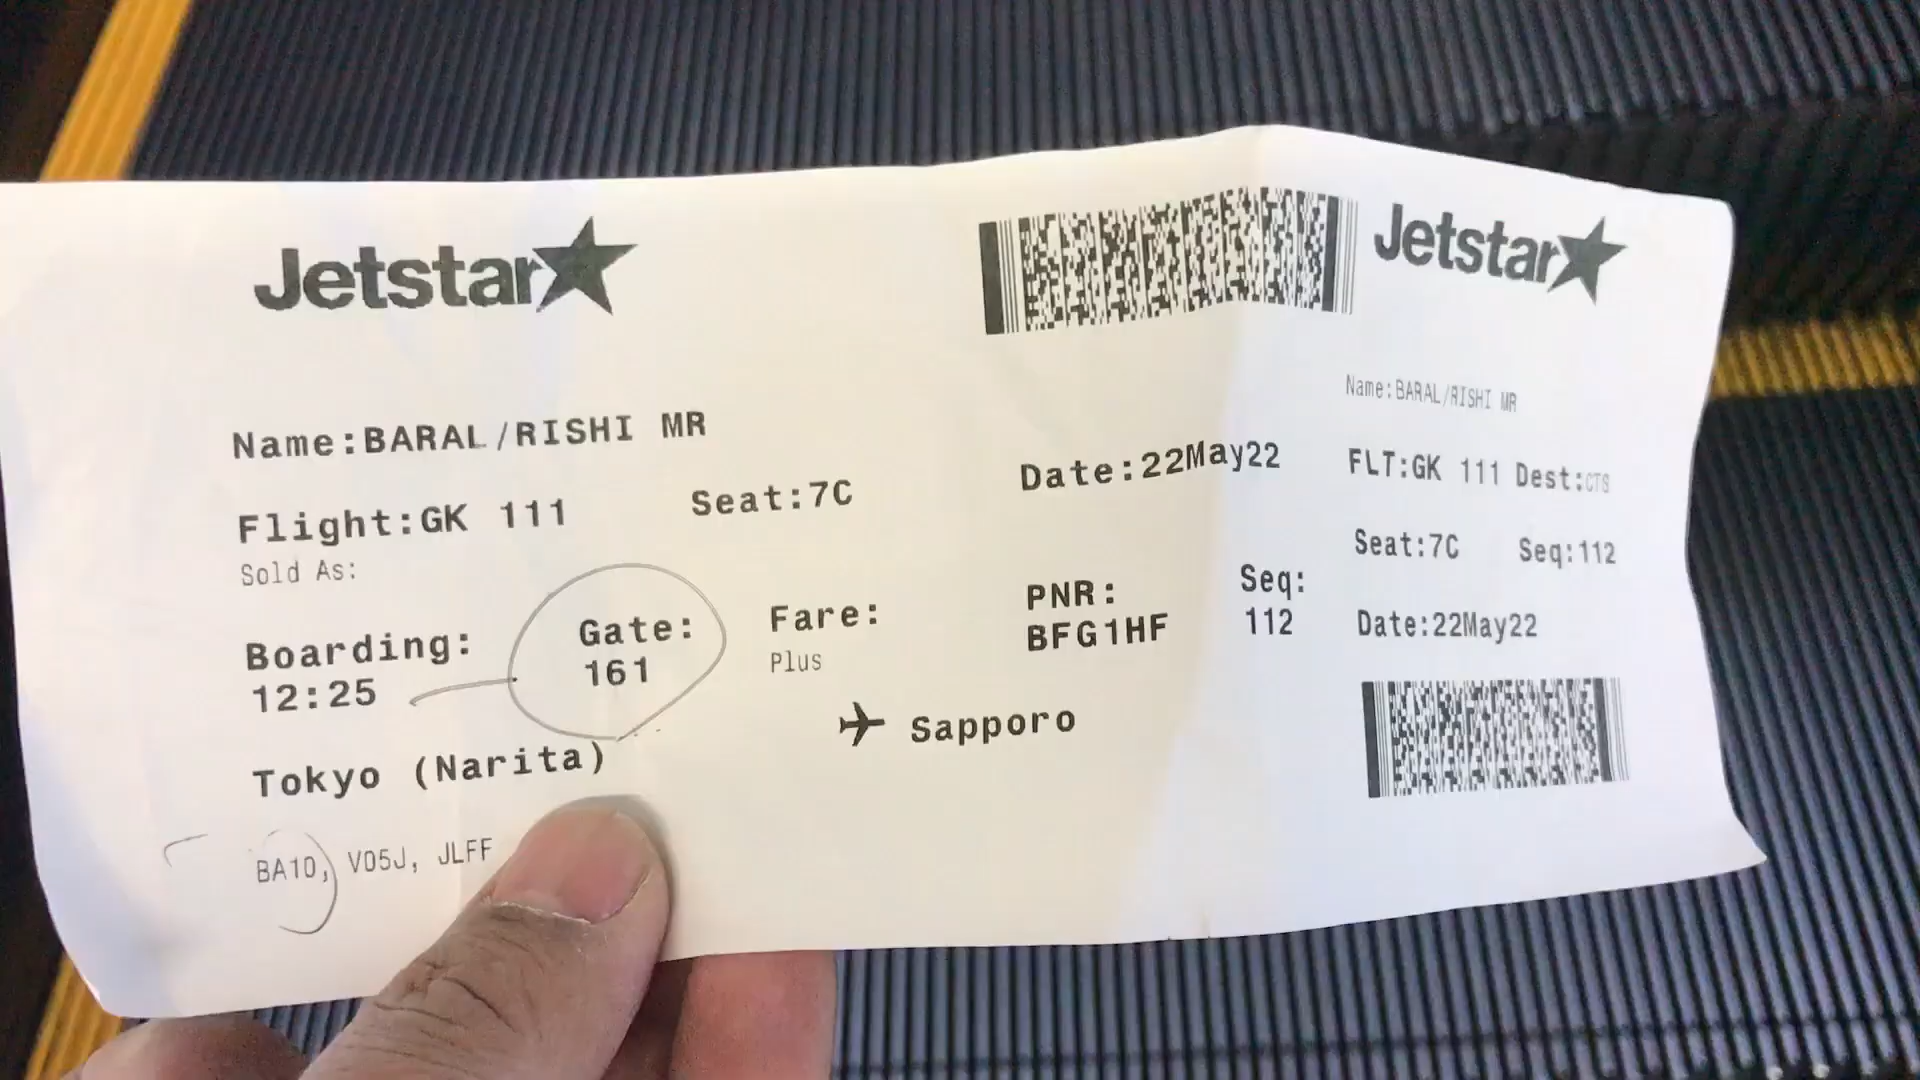 Jetstar
Name:BARAL/RISHI MR
Flight:GK 111
Seat:7C
Date:22May22
Sold As:
Boarding:
12:25
Gate:
161
Fare:
Plus
PNR:
BFG1HF
Seq:
112
Tokyo (Narita)
Sapporo
BA10, V05J, JLFF
Jetstar
Name:BARAL/RISHI MR
FLT:GK 111 Dest:CTS
Seat:7C Seq:112
Date:22May22